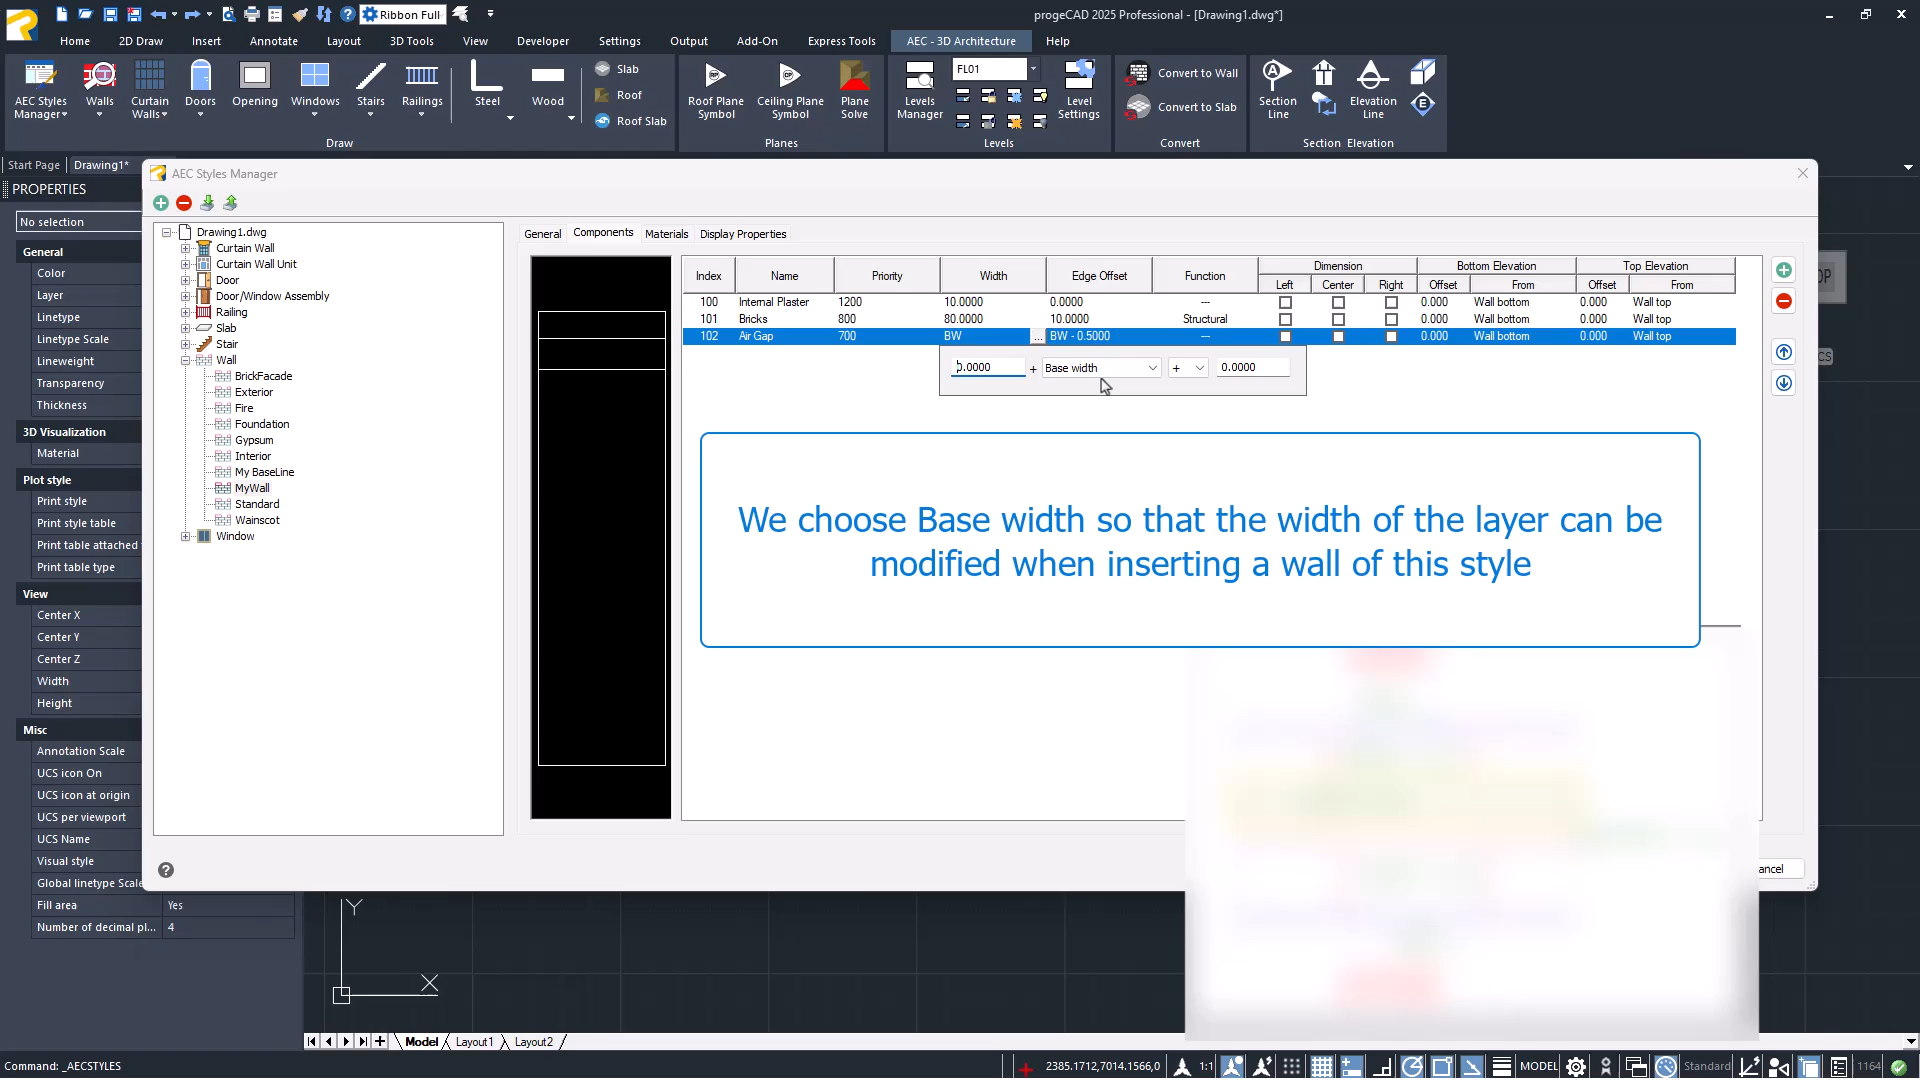 Ribbon Full
progeCAD 2025 Professional - [Drawing1.dwg*]
Home 2D Draw Insert Annotate Layout 3D Tools View Developer Settings Output Add-On Express Tools AEC - 3D Architecture Help
AEC Styles Manager
Walls
Curtain Walls
Doors
Opening
Windows
Stairs
Railings
Steel
Wood
Slab
Roof
Roof Slab
Roof Plane Symbol
Ceiling Plane Symbol
Plane Solve
Levels Manager
FL01
Level Settings
Convert to Wall
Convert to Slab
Section Line
Elevation Line
Draw Planes Levels Convert Section Elevation
Start Page Drawing1*
AEC Styles Manager
PROPERTIES
No selection
General
Color
Layer
Linetype
Linetype Scale
Lineweight
Transparency
Thickness
3D Visualization
Material
Plot style
Print style
Print style table
Print table attached
Print table type
View
Center X
Center Y
Center Z
Width
Height
Misc
Annotation Scale
UCS icon On
UCS icon at origin
UCS per viewport
UCS Name
Visual style
Global linetype Scale
Fill area Yes
Number of decimal pl... 4
Drawing1.dwg
Curtain Wall
Curtain Wall Unit
Door
Door/Window Assembly
Railing
Slab
Stair
Wall
BrickFacade
Exterior
Fire
Foundation
Gypsum
Interior
My BaseLine
MyWall
Standard
Wainscot
Window
General Components Materials Display Properties
Index Name Priority Width Edge Offset Function Dimension Bottom Elevation Top Elevation
Left Center Right Offset From Offset From
100 Internal Plaster 1200 10.0000 0.0000 --- 0.000 Wall bottom 0.000 Wall top
101 Bricks 800 80.0000 10.0000 Structural 0.000 Wall bottom 0.000 Wall top
102 Air Gap 700 BW ... BW - 0.5000 --- 0.000 Wall bottom 0.000 Wall top
0.0000 + Base width + 0.0000
We choose Base width so that the width of the layer can be
modified when inserting a wall of this style
ancel
OP
CS
Y
X
Model Layout1 Layout2
Command: _AECSTYLES
2385.1712,7014.1566,0 1:1 MODEL Standard 1164